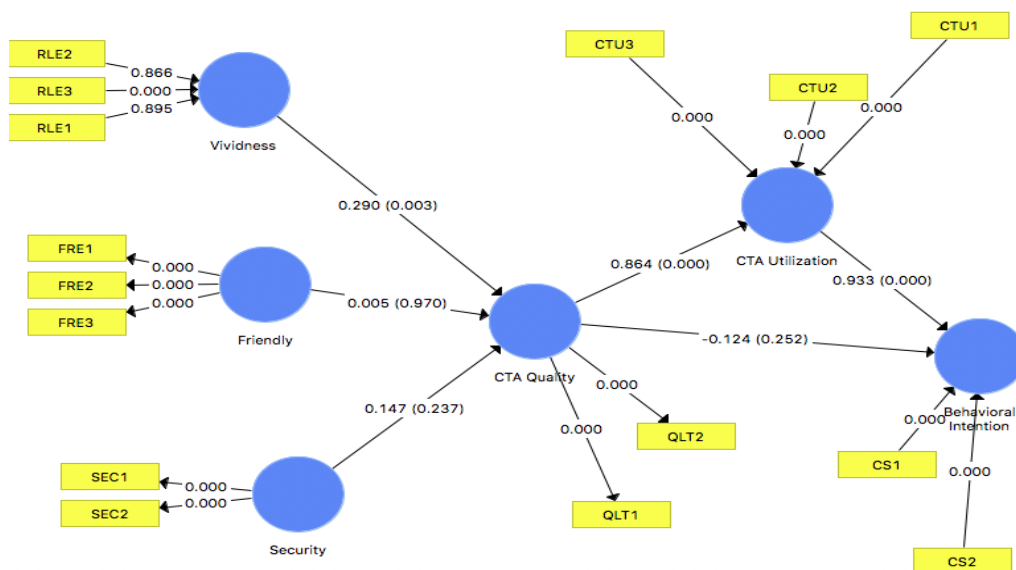 CTU1
CTU3
RLE2
0.866
CTU2
RLE3
0.000
RLE1
0.895
0.000
0.000
0.000
Vividness
0.290 (0.003)
FRE1
0.000
FRE2
0.000
FRE3
0.000
0.864 (0.000)
CTA Utilization
0.005 (0.970)
0.933 (0.000)
Friendly
-0.124 (0.252)
CTA Quality
0.000
0.147 (0.237)
Behavioral
Intention
0.000
0.000
QLT2
CS1
0.000
SEC1
0.000
SEC2
0.000
QLT1
Security
CS2